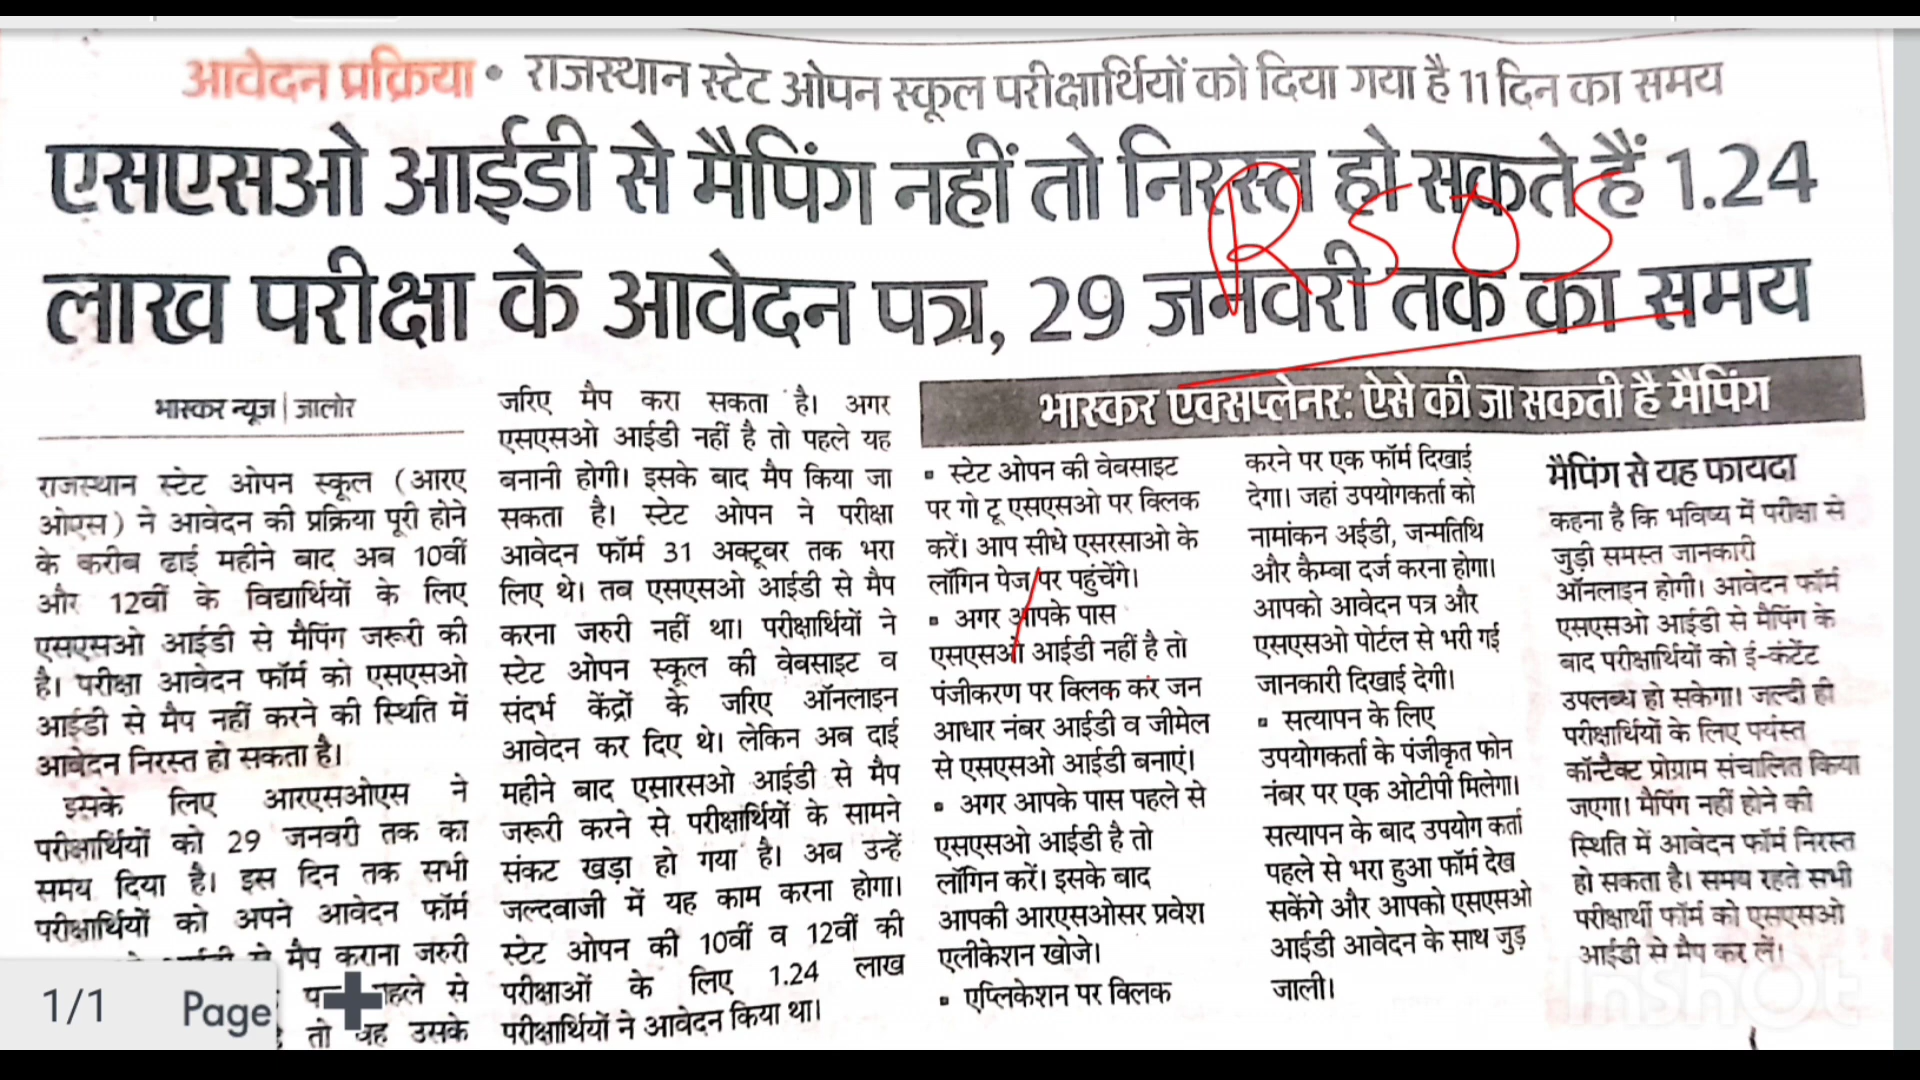 आवेदन प्रक्रिया • राजस्थान स्टेट ओपन स्कूल परीक्षार्थियों को दिया गया है 11 दिन का समय
एसएसओ आईडी से मैपिंग नहीं तो निरस्त हो सकते हैं 1.24
लाख परीक्षा के आवेदन पत्र, 29 जनवरी तक का समय
R S O S
भास्कर न्यूज | जालोर
राजस्थान स्टेट ओपन स्कूल (आरए
ओएस) ने आवेदन की प्रक्रिया पूरी होने
के करीब ढाई महीने बाद अब 10वीं
और 12वीं के विद्यार्थियों के लिए
एसएसओ आईडी से मैपिंग जरूरी की
है। परीक्षा आवेदन फॉर्म को एसएसओ
आईडी से मैप नहीं करने की स्थिति में
आवेदन निरस्त हो सकता है।
इसके लिए आरएसओएस ने
परीक्षार्थियों को 29 जनवरी तक का
समय दिया है। इस दिन तक सभी
परीक्षार्थियों को अपने आवेदन फॉर्म
से मैप कराना जरुरी
हले से
तो वह उसके
जरिए मैप करा सकता है। अगर
एसएसओ आईडी नहीं है तो पहले यह
बनानी होगी। इसके बाद मैप किया जा
सकता है। स्टेट ओपन ने परीक्षा
आवेदन फॉर्म 31 अक्टूबर तक भरा
लिए थे। तब एसएसओ आईडी से मैप
करना जरुरी नहीं था। परीक्षार्थियों ने
स्टेट ओपन स्कूल की वेबसाइट व
संदर्भ केंद्रों के जरिए ऑनलाइन
आवेदन कर दिए थे। लेकिन अब दाई
महीने बाद एसारसओ आईडी से मैप
जरूरी करने से परीक्षार्थियों के सामने
संकट खड़ा हो गया है। अब उन्हें
जल्दवाजी में यह काम करना होगा।
स्टेट ओपन की 10वीं व 12वीं की
परीक्षाओं के लिए 1.24 लाख
परीक्षार्थियों ने आवेदन किया था।
भास्कर एक्सप्लेनर: ऐसे की जा सकती है मैपिंग
▪ स्टेट ओपन की वेबसाइट
पर गो टू एसएसओ पर क्लिक
करें। आप सीधे एसरसाओ के
लॉगिन पेज पर पहुंचेंगे।
▪ अगर आपके पास
एसएसओ आईडी नहीं है तो
पंजीकरण पर क्लिक कर जन
आधार नंबर आईडी व जीमेल
से एसएसओ आईडी बनाएं।
▪ अगर आपके पास पहले से
एसएसओ आईडी है तो
लॉगिन करें। इसके बाद
आपकी आरएसओसर प्रवेश
एलीकेशन खोजे।
▪ एप्लिकेशन पर क्लिक
करने पर एक फॉर्म दिखाई
देगा। जहां उपयोगकर्ता को
नामांकन अईडी, जन्मतिथि
और कैम्बा दर्ज करना होगा।
आपको आवेदन पत्र और
एसएसओ पोर्टल से भरी गई
जानकारी दिखाई देगी।
▪ सत्यापन के लिए
उपयोगकर्ता के पंजीकृत फोन
नंबर पर एक ओटीपी मिलेगा।
सत्यापन के बाद उपयोग कर्ता
पहले से भरा हुआ फॉर्म देख
सकेंगे और आपको एसएसओ
आईडी आवेदन के साथ जुड़
जाली।
मैपिंग से यह फायदा
कहना है कि भविष्य में परीक्षा से
जुड़ी समस्त जानकारी
ऑनलाइन होगी। आवेदन फॉर्म
एसएसओ आईडी से मैपिंग के
बाद परीक्षार्थियों को ई-कंटेंट
उपलब्ध हो सकेगा। जल्दी ही
परीक्षार्थियों के लिए पर्यस्त
कॉन्टैक्ट प्रोग्राम संचालित किया
जएगा। मैपिंग नहीं होने की
स्थिति में आवेदन फॉर्म निरस्त
हो सकता है। समय रहते सभी
परीक्षार्थी फॉर्म को एसएसओ
आईडी से मैप कर लें।
1/1 Page
InShOt